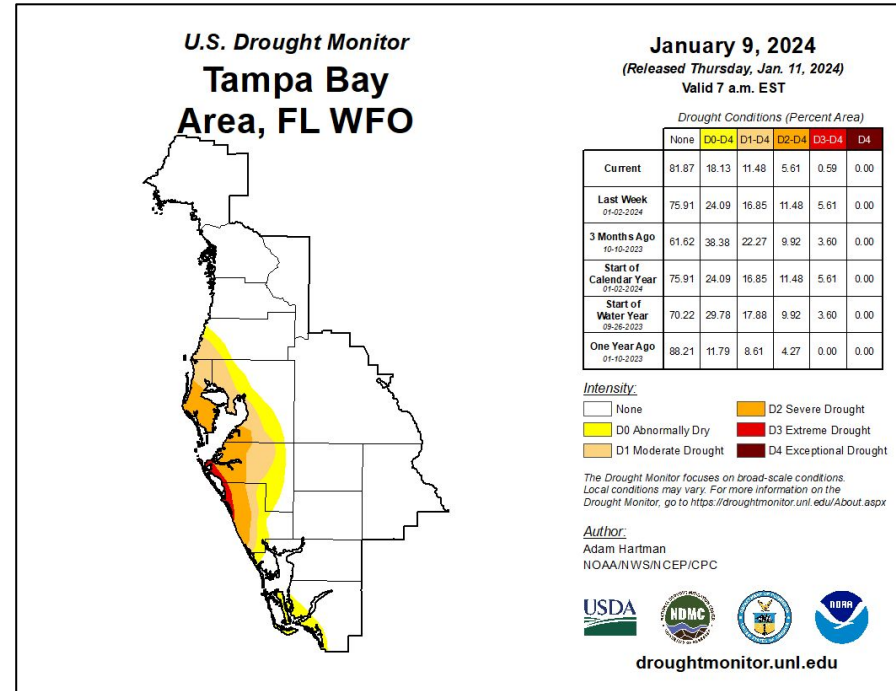 U.S. Drought Monitor
Tampa Bay
Area, FL WFO
January 9, 2024
(Released Thursday, Jan. 11, 2024)
Valid 7 a.m. EST
Drought Conditions (Percent Area)
None D0-D4 D1-D4 D2-D4 D3-D4 D4
Current 81.87 18.13 11.48 5.61 0.59 0.00
Last Week
01-02-2024
75.91 24.09 16.85 11.48 5.61 0.00
3 Months Ago
10-10-2023
61.62 38.38 22.27 9.92 3.60 0.00
Start of
Calendar Year
01-02-2024
75.91 24.09 16.85 11.48 5.61 0.00
Start of
Water Year
09-26-2023
70.22 29.78 17.88 9.92 3.60 0.00
One Year Ago
01-10-2023
88.21 11.79 8.61 4.27 0.00 0.00
Intensity:
None
D0 Abnormally Dry
D1 Moderate Drought
D2 Severe Drought
D3 Extreme Drought
D4 Exceptional Drought
The Drought Monitor focuses on broad-scale conditions.
Local conditions may vary. For more information on the
Drought Monitor, go to https://droughtmonitor.unl.edu/About.aspx
Author:
Adam Hartman
NOAA/NWS/NCEP/CPC
USDA
NDMC
NOAA
droughtmonitor.unl.edu